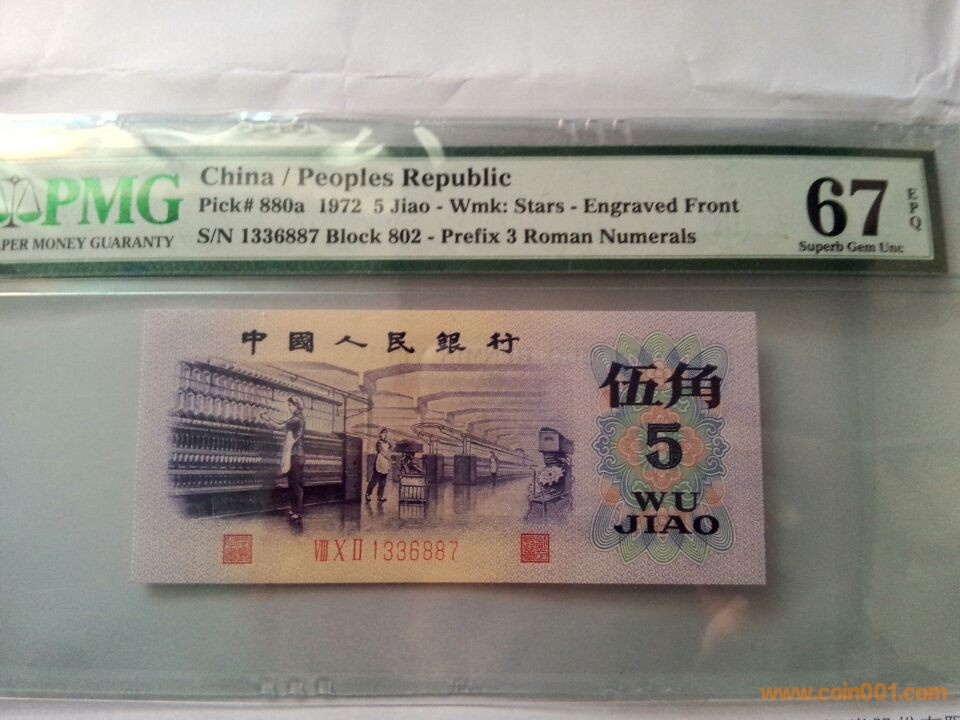 China / Peoples Republic
PMG
Pick# 880a 1972 5 Jiao - Wmk: Stars - Engraved Front
PAPER MONEY GUARANTY
S/N 1336887 Block 802 - Prefix 3 Roman Numerals
67
EPQ
Superb Gem Unc
中國人民銀行
伍角
5
WU
JIAO
Ⅷ Ⅹ Ⅱ 1336887
www.coin001.com